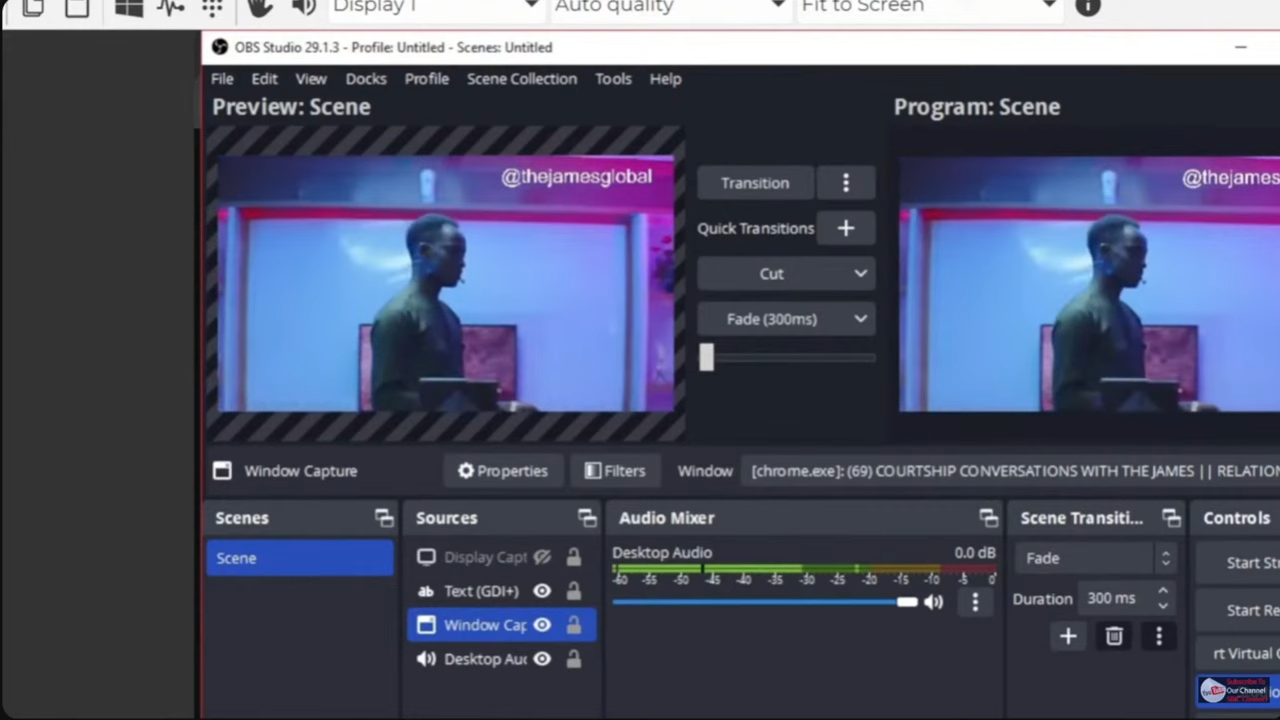 Display 1
Auto quality
Fit to Screen
OBS Studio 29.1.3 - Profile: Untitled - Scenes: Untitled
File Edit View Docks Profile Scene Collection Tools Help
Preview: Scene
Program: Scene
@thejamesglobal
@thejames
Transition
Quick Transitions
Cut
Fade (300ms)
Window Capture
Properties
Filters
Window
[chrome.exe]: (69) COURTSHIP CONVERSATIONS WITH THE JAMES || RELATION
Scenes
Sources
Audio Mixer
Scene Transiti...
Controls
Scene
Display Capt
ab Text (GDI+)
Window Cap
Desktop Aud
Desktop Audio
0.0 dB
-60 -55 -50 -45 -40 -35 -30 -25 -20 -15 -10 -5 0
Fade
Duration 300 ms
Start St
Start Re
rt Virtual
Subscribe To
Our Channel